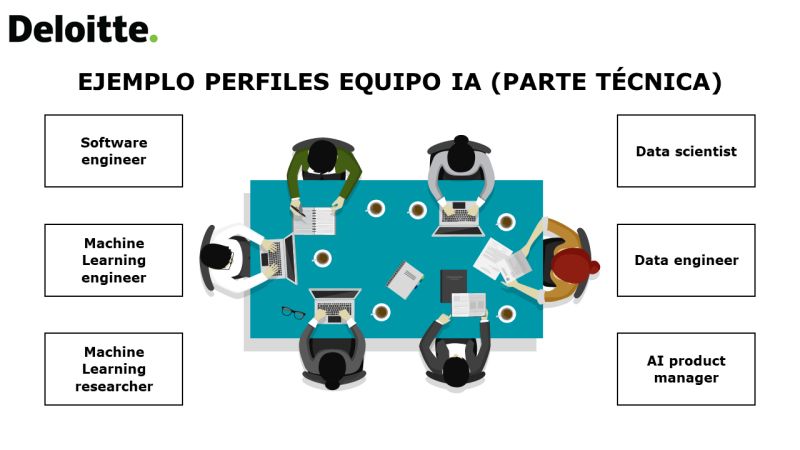 Deloitte.
EJEMPLO PERFILES EQUIPO IA (PARTE TÉCNICA)
Software
engineer
Machine
Learning
engineer
Machine
Learning
researcher
Data scientist
Data engineer
AI product
manager